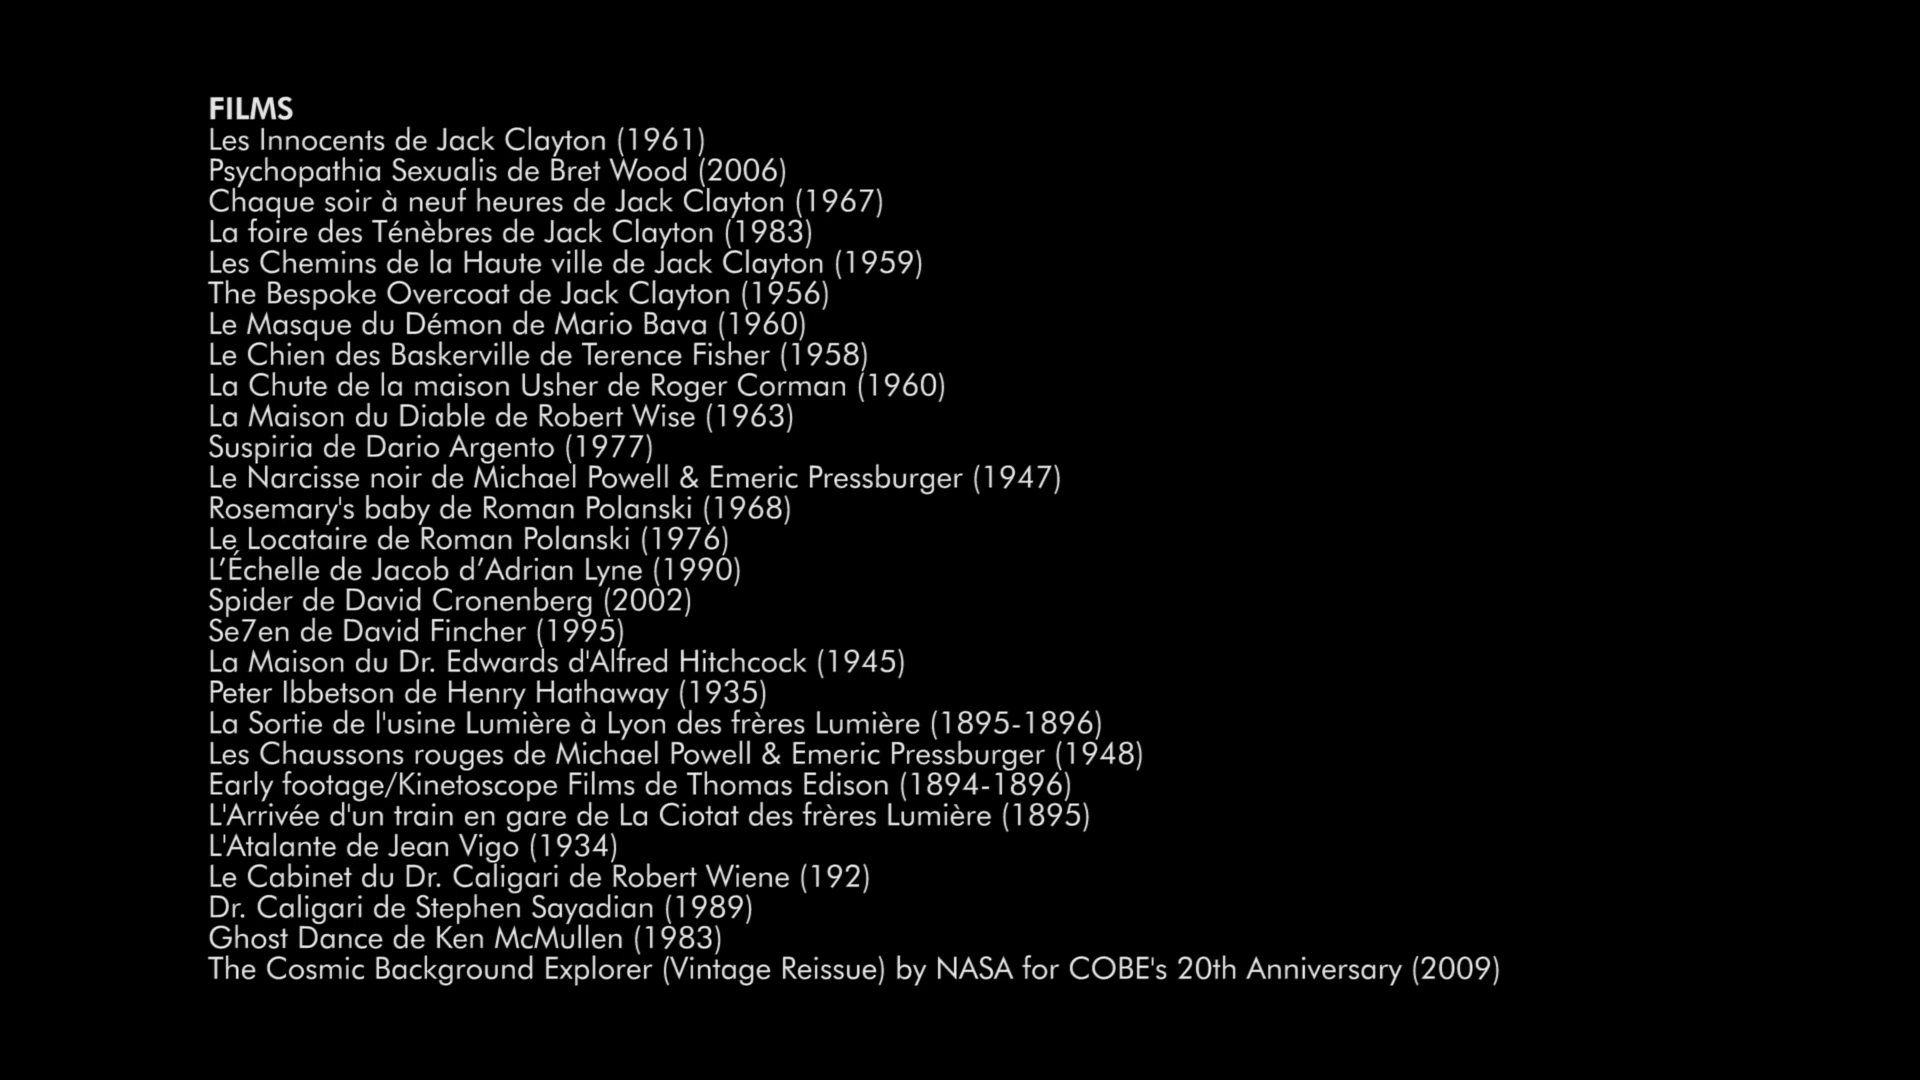 FILMS
Les Innocents de Jack Clayton (1961)
Psychopathia Sexualis de Bret Wood (2006)
Chaque soir à neuf heures de Jack Clayton (1967)
La foire des Ténèbres de Jack Clayton (1983)
Les Chemins de la Haute ville de Jack Clayton (1959)
The Bespoke Overcoat de Jack Clayton (1956)
Le Masque du Démon de Mario Bava (1960)
Le Chien des Baskerville de Terence Fisher (1958)
La Chute de la maison Usher de Roger Corman (1960)
La Maison du Diable de Robert Wise (1963)
Suspiria de Dario Argento (1977)
Le Narcisse noir de Michael Powell & Emeric Pressburger (1947)
Rosemary's baby de Roman Polanski (1968)
Le Locataire de Roman Polanski (1976)
L’Échelle de Jacob d’Adrian Lyne (1990)
Spider de David Cronenberg (2002)
Se7en de David Fincher (1995)
La Maison du Dr. Edwards d'Alfred Hitchcock (1945)
Peter Ibbetson de Henry Hathaway (1935)
La Sortie de l'usine Lumière à Lyon des frères Lumière (1895-1896)
Les Chaussons rouges de Michael Powell & Emeric Pressburger (1948)
Early footage/Kinetoscope Films de Thomas Edison (1894-1896)
L'Arrivée d'un train en gare de La Ciotat des frères Lumière (1895)
L'Atalante de Jean Vigo (1934)
Le Cabinet du Dr. Caligari de Robert Wiene (192)
Dr. Caligari de Stephen Sayadian (1989)
Ghost Dance de Ken McMullen (1983)
The Cosmic Background Explorer (Vintage Reissue) by NASA for COBE's 20th Anniversary (2009)